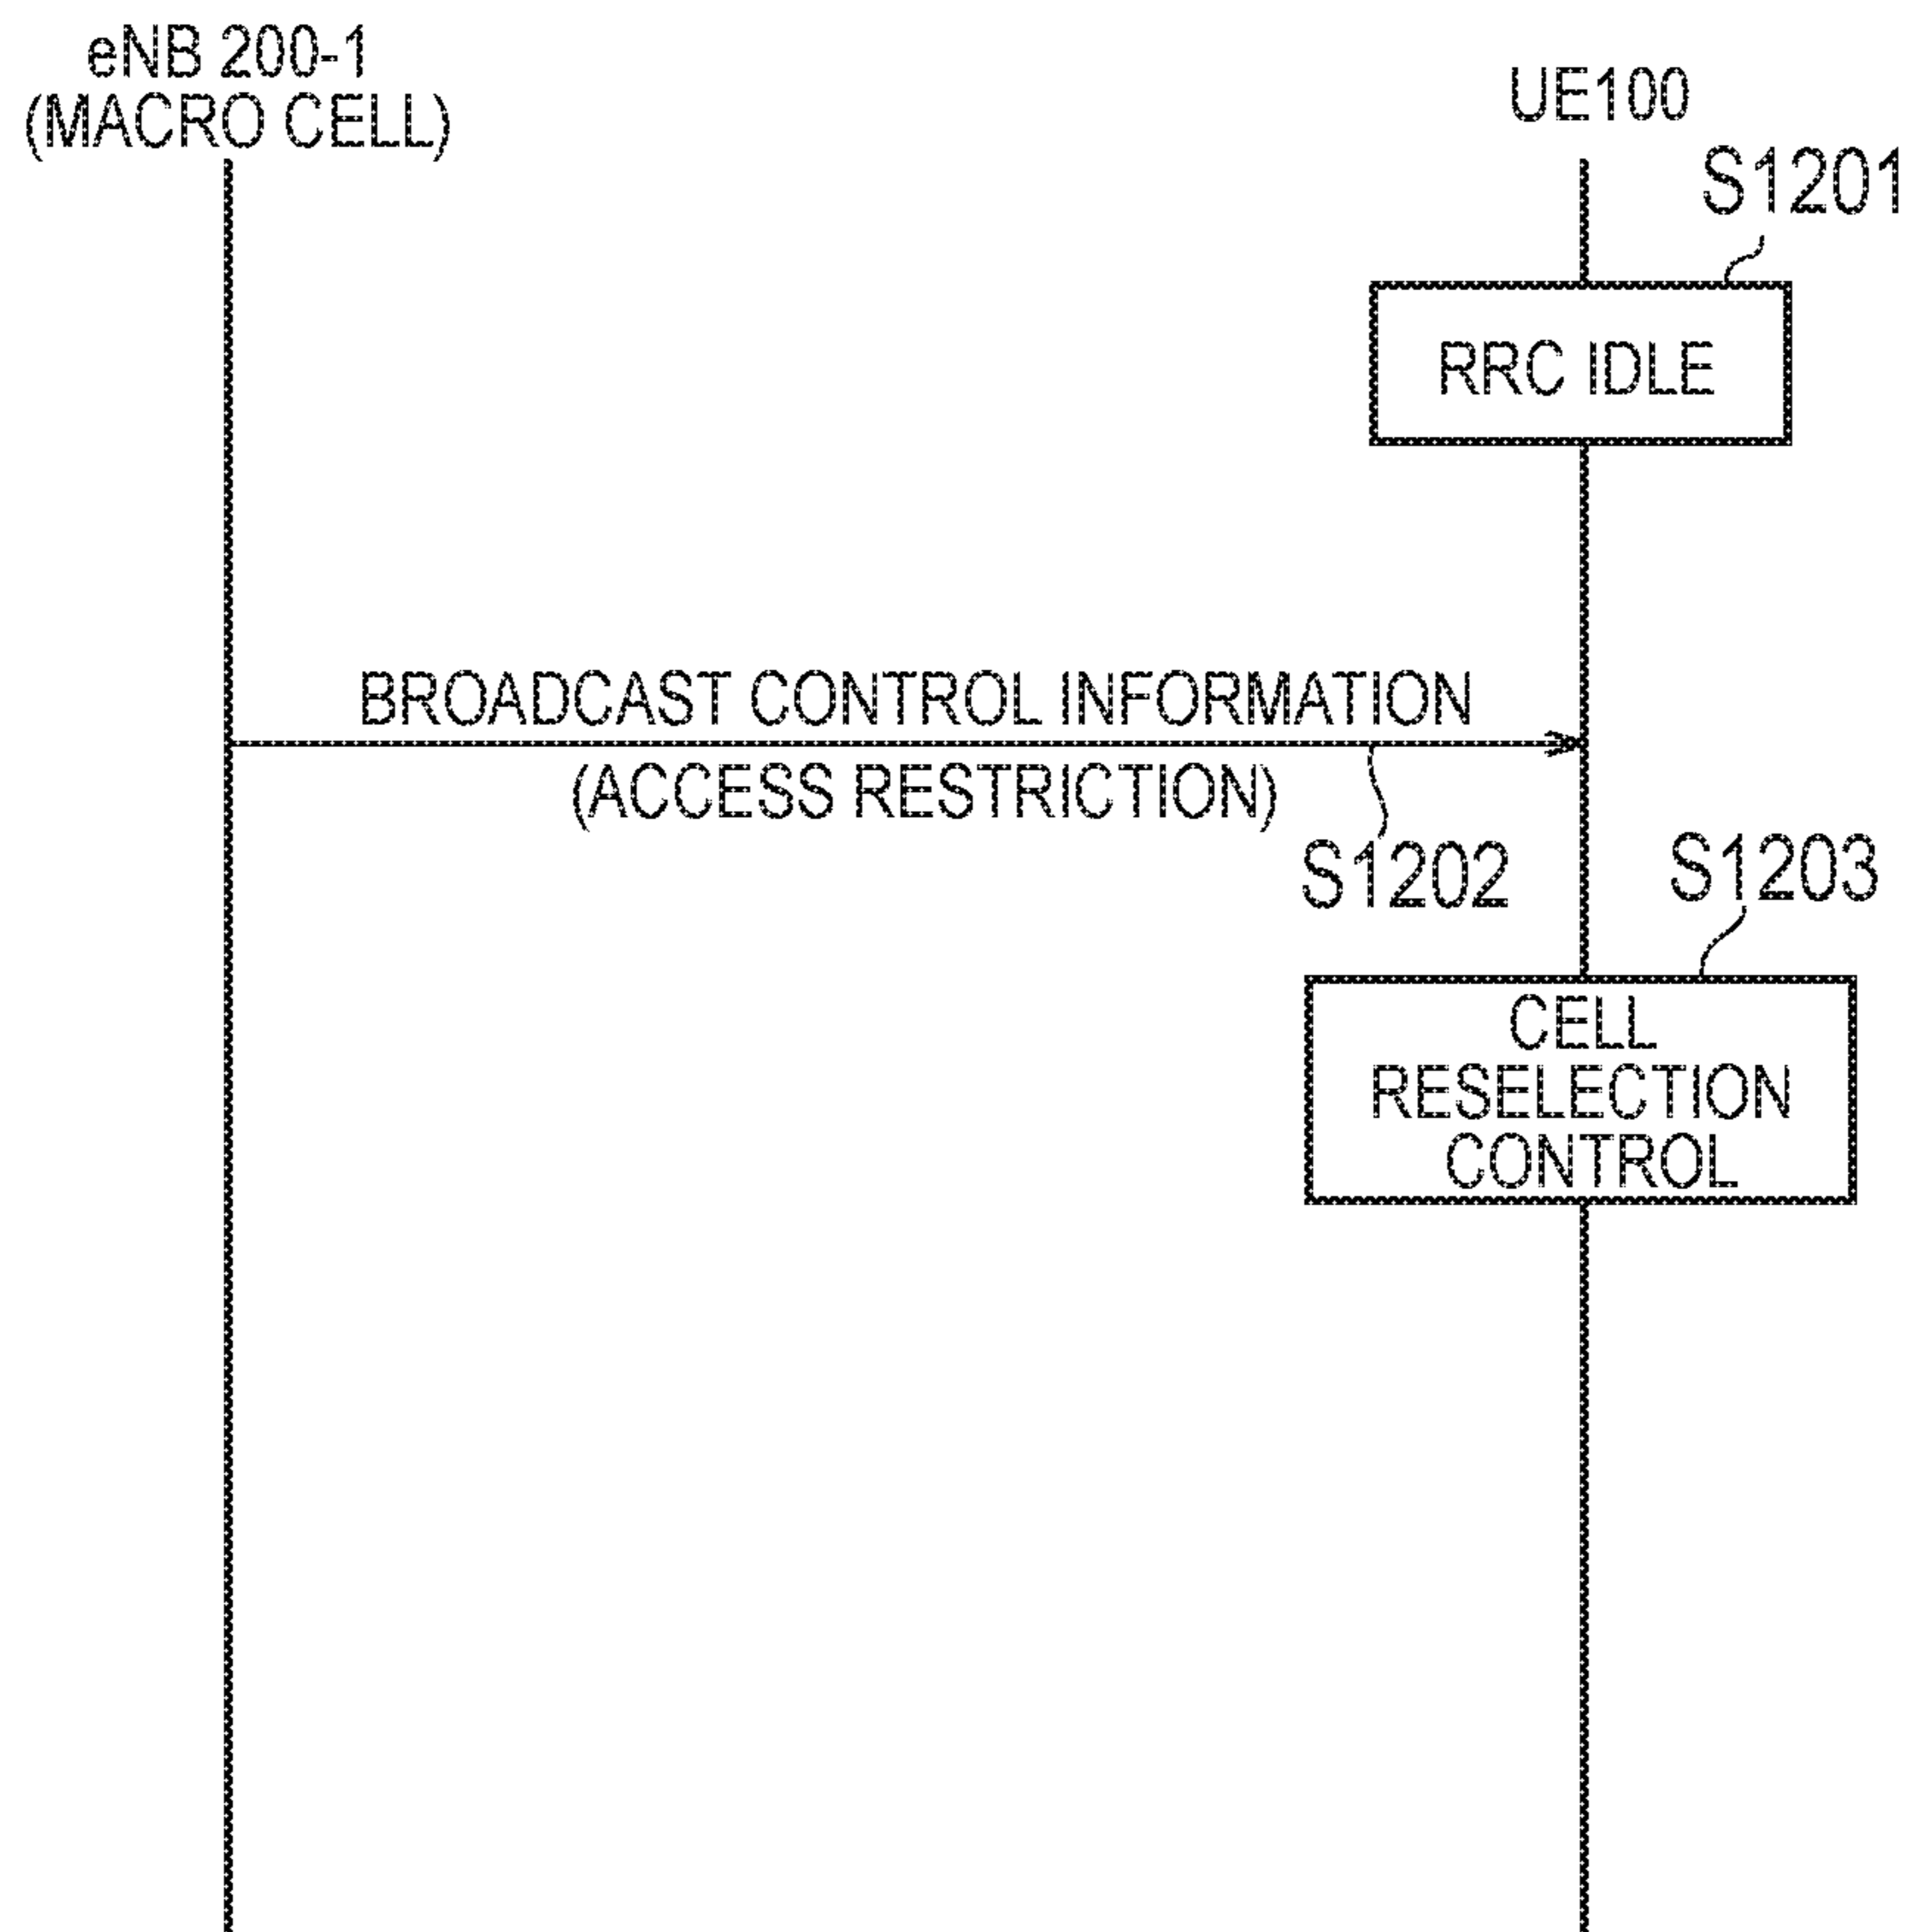 eNB 200-1
(MACRO CELL)
UE100
S1201
RRC IDLE
BROADCAST CONTROL INFORMATION
(ACCESS RESTRICTION)
S1202
S1203
CELL
RESELECTION
CONTROL